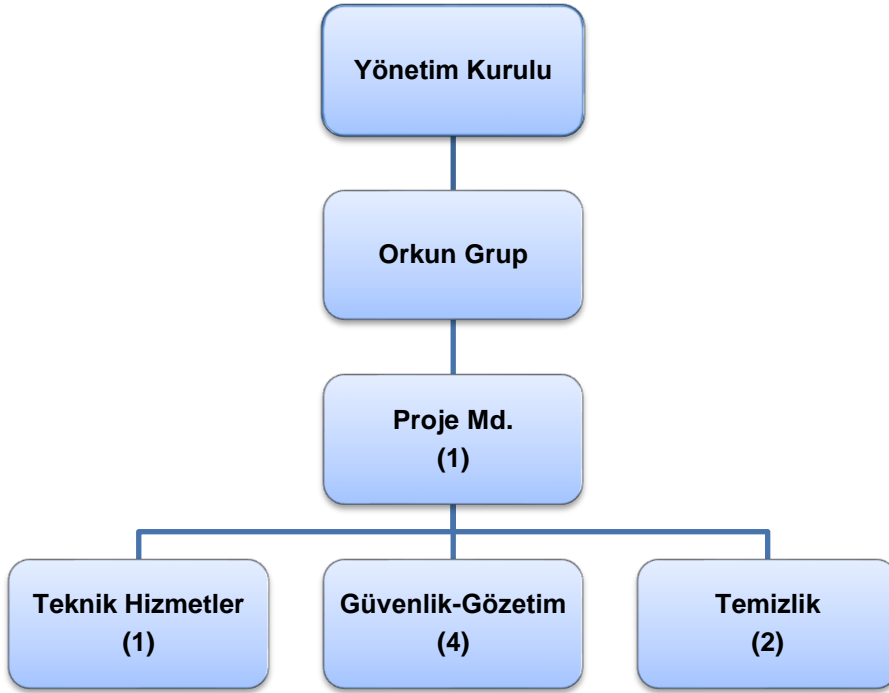 Yönetim Kurulu
Orkun Grup
Proje Md.
(1)
Teknik Hizmetler
(1)
Güvenlik-Gözetim
(4)
Temizlik
(2)